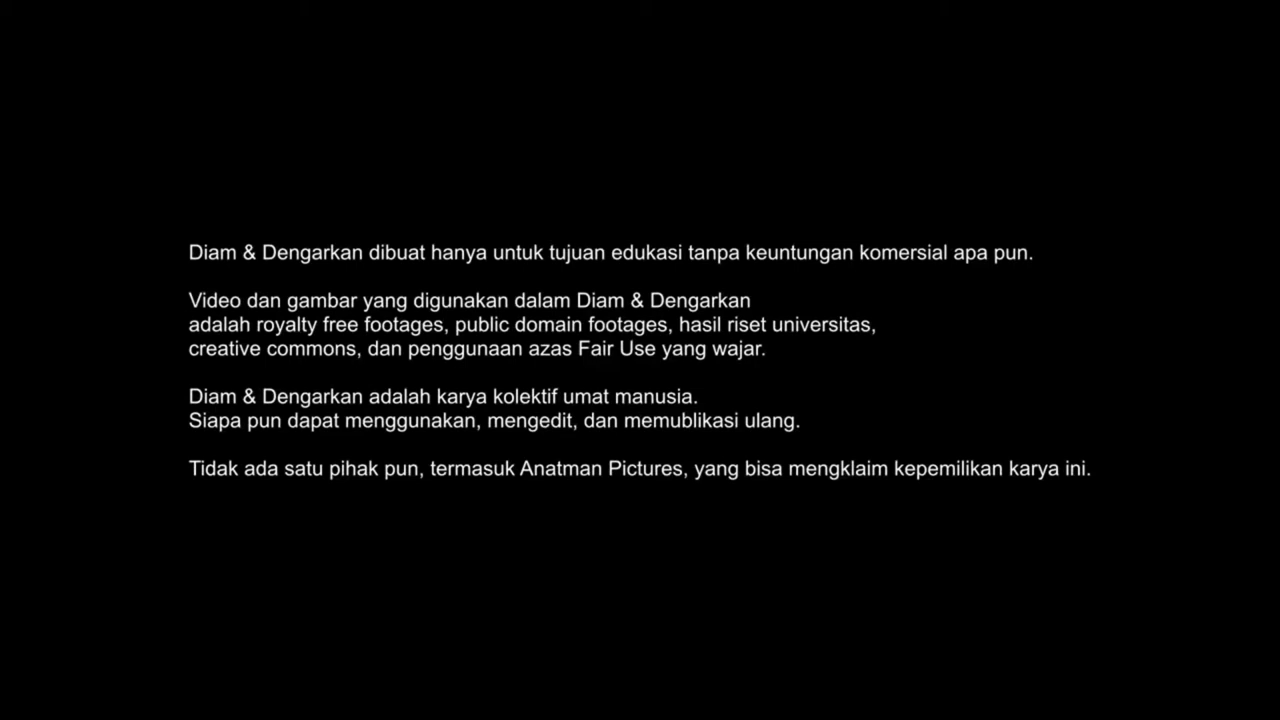 Diam & Dengarkan dibuat hanya untuk tujuan edukasi tanpa keuntungan komersial apa pun.
Video dan gambar yang digunakan dalam Diam & Dengarkan
adalah royalty free footages, public domain footages, hasil riset universitas,
creative commons, dan penggunaan azas Fair Use yang wajar.
Diam & Dengarkan adalah karya kolektif umat manusia.
Siapa pun dapat menggunakan, mengedit, dan memublikasi ulang.
Tidak ada satu pihak pun, termasuk Anatman Pictures, yang bisa mengklaim kepemilikan karya ini.